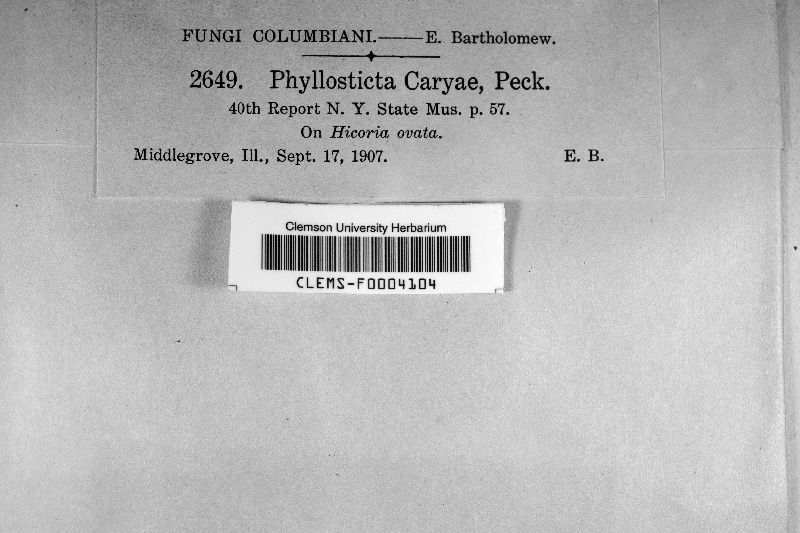 FUNGI COLUMBIANI.——E. Bartholomew.
2649. Phyllosticta Caryae, Peck.
40th Report N. Y. State Mus. p. 57.
On Hicoria ovata.
Middlegrove, Ill., Sept. 17, 1907. E. B.
Clemson University Herbarium
CLEMS-F0004104